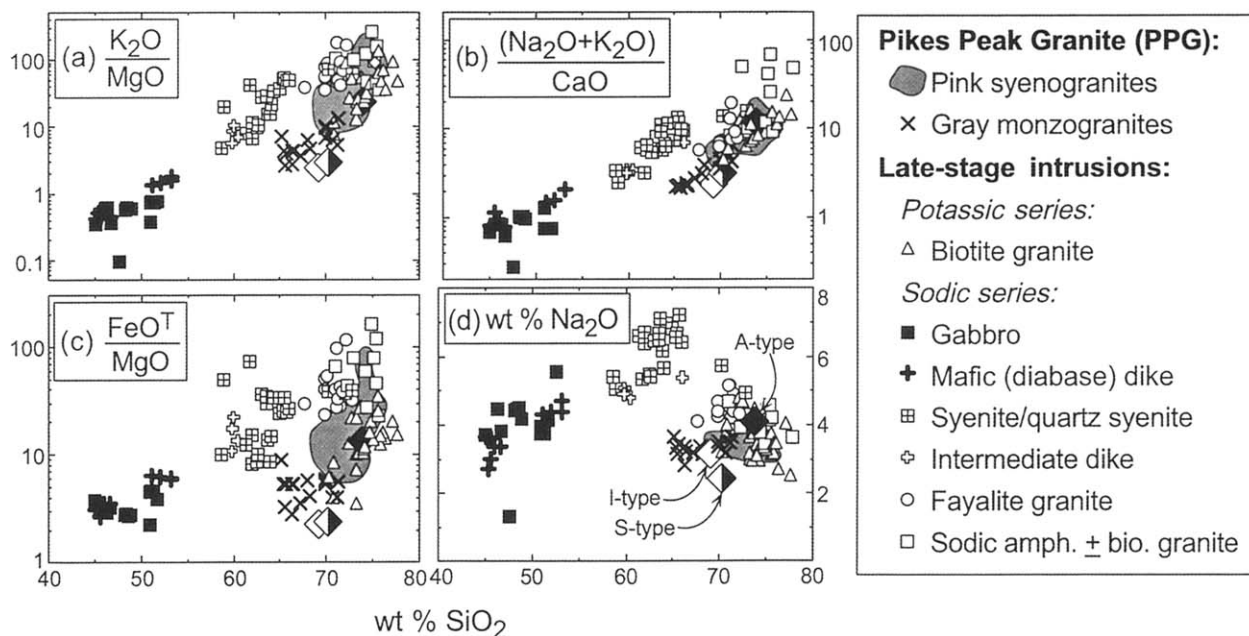 (a) K₂O
MgO
100
10
1
0.1
(b) (Na₂O+K₂O)
CaO
100
10
1
(c) FeOᵀ
MgO
100
10
1
40 50 60 70 80
(d) wt % Na₂O
A-type
I-type
S-type
8
6
4
2
50 60 70 80
wt % SiO₂
Pikes Peak Granite (PPG):
Pink syenogranites
Gray monzogranites
Late-stage intrusions:
Potassic series:
Biotite granite
Sodic series:
Gabbro
Mafic (diabase) dike
Syenite/quartz syenite
Intermediate dike
Fayalite granite
Sodic amph. ± bio. granite